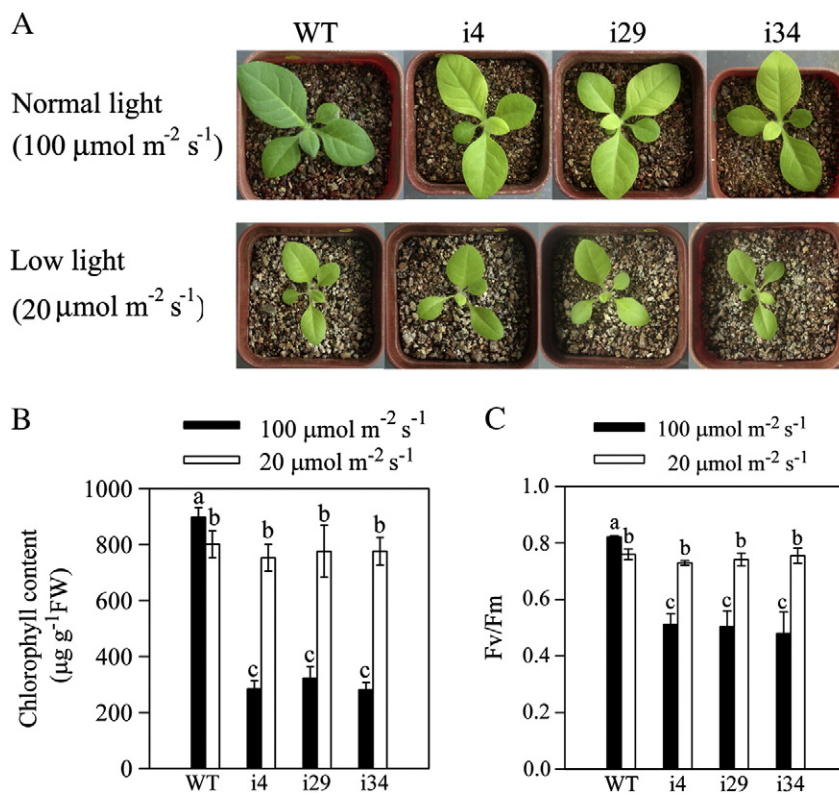 A
WT i4 i29 i34
Normal light
(100 μmol m⁻² s⁻¹)
Low light
(20 μmol m⁻² s⁻¹)
B
100 μmol m⁻² s⁻¹
20 μmol m⁻² s⁻¹
Chlorophyll content
(μg g⁻¹FW)
1000
800
600
400
200
0
a b b b b
c c c
WT i4 i29 i34
C
100 μmol m⁻² s⁻¹
20 μmol m⁻² s⁻¹
Fv/Fm
1.0
0.8
0.6
0.4
0.2
0.0
a b b b b
c c c
WT i4 i29 i34